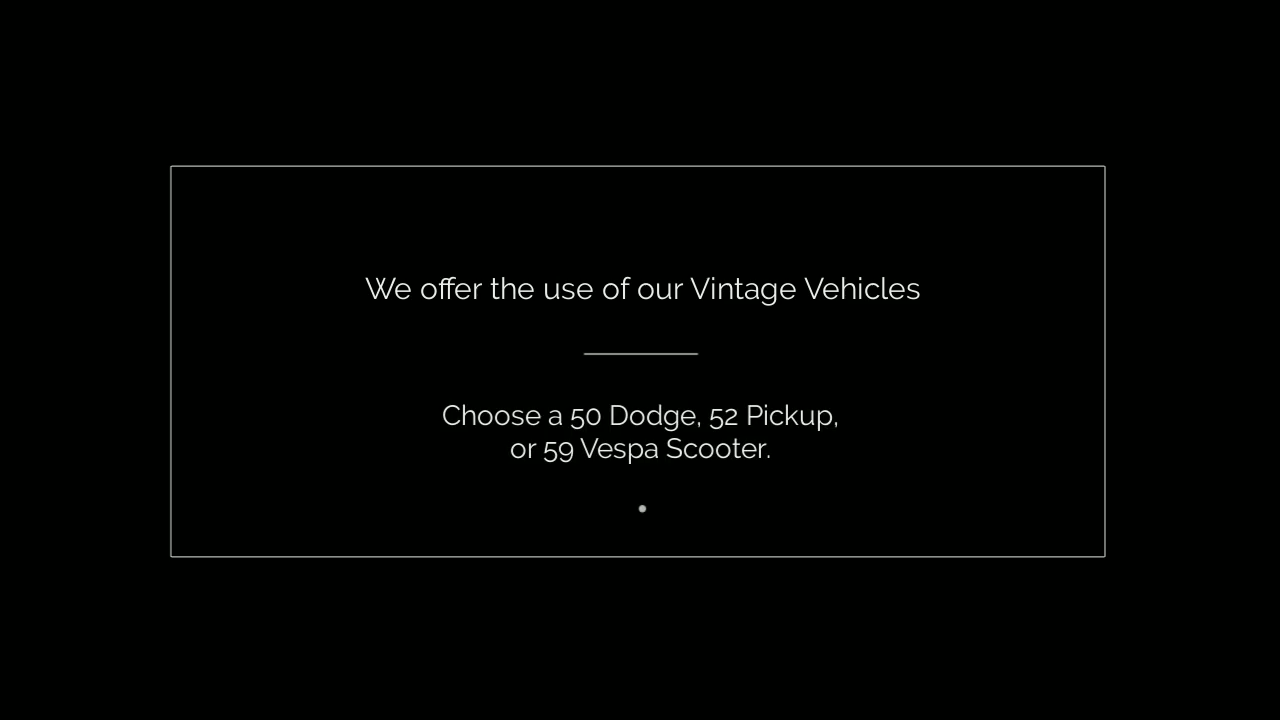 We offer the use of our Vintage Vehicles
Choose a 50 Dodge, 52 Pickup,
or 59 Vespa Scooter.